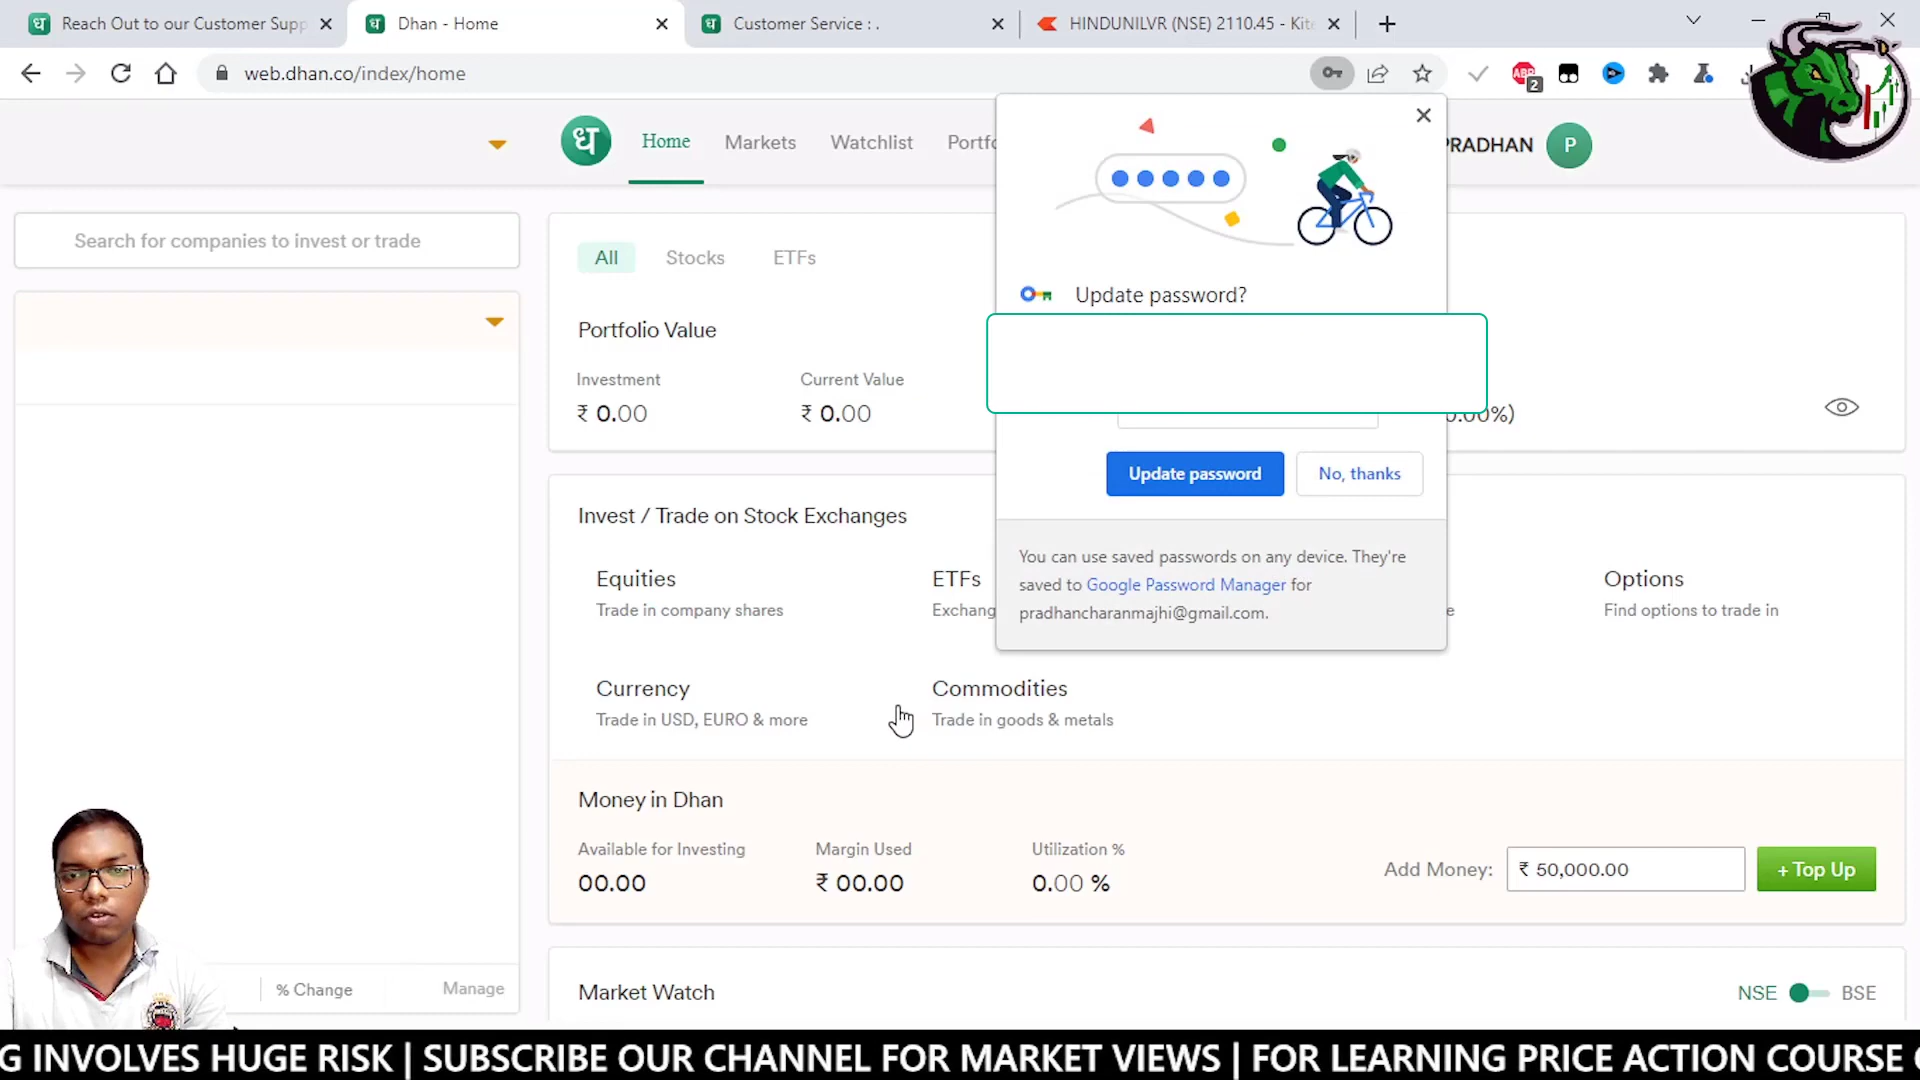 Reach Out to our Customer Supp
Dhan - Home
Customer Service : .
HINDUNILVR (NSE) 2110.45 - Kite
web.dhan.co/index/home
ABP
2
ध
Home
Markets
Watchlist
Portfo
PRADHAN
P
Search for companies to invest or trade
All
Stocks
ETFs
Update password?
Portfolio Value
Investment
Current Value
₹ 0.00
₹ 0.00
0.00%)
Update password
No, thanks
Invest / Trade on Stock Exchanges
You can use saved passwords on any device. They're
saved to Google Password Manager for
pradhancharanmajhi@gmail.com.
Equities
Trade in company shares
ETFs
Exchang
e
Options
Find options to trade in
Currency
Trade in USD, EURO & more
Commodities
Trade in goods & metals
Money in Dhan
Available for Investing
Margin Used
Utilization %
00.00
₹ 00.00
0.00 %
Add Money:
₹ 50,000.00
+ Top Up
% Change
Manage
Market Watch
NSE
BSE
G INVOLVES HUGE RISK | SUBSCRIBE OUR CHANNEL FOR MARKET VIEWS | FOR LEARNING PRICE ACTION COURSE C